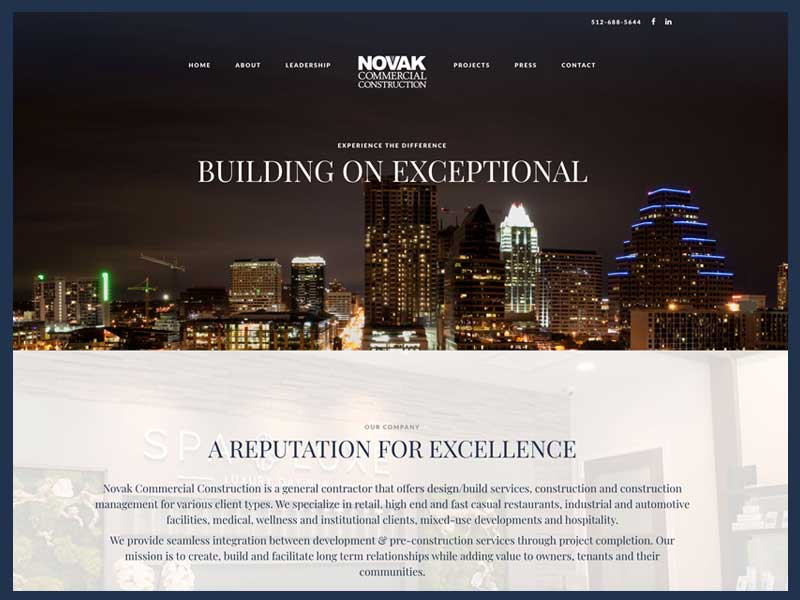 512-688-5644
HOME ABOUT LEADERSHIP NOVAK COMMERCIAL CONSTRUCTION PROJECTS PRESS CONTACT
EXPERIENCE THE DIFFERENCE
BUILDING ON EXCEPTIONAL
OUR COMPANY
SPA & LUXE
A REPUTATION FOR EXCELLENCE
Novak Commercial Construction is a general contractor that offers design/build services, construction and construction
management for various client types. We specialize in retail, high end and fast casual restaurants, industrial and automotive
facilities, medical, wellness and institutional clients, mixed-use developments and hospitality.
We provide seamless integration between development & pre-construction services through project completion. Our
mission is to create, build and facilitate long term relationships while adding value to owners, tenants and their
communities.